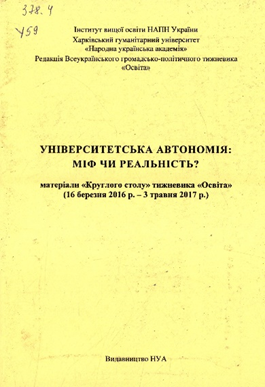 378.4
У59
Інститут вищої освіти НАПН України
Харківський гуманітарний університет
«Народна українська академія»
Редакція Всеукраїнського громадсько-політичного тижневика
«Освіта»
УНІВЕРСИТЕТСЬКА АВТОНОМІЯ:
МІФ ЧИ РЕАЛЬНІСТЬ?
матеріали «Круглого столу» тижневика «Освіта»
(16 березня 2016 р. – 3 травня 2017 р.)
Видавництво НУА